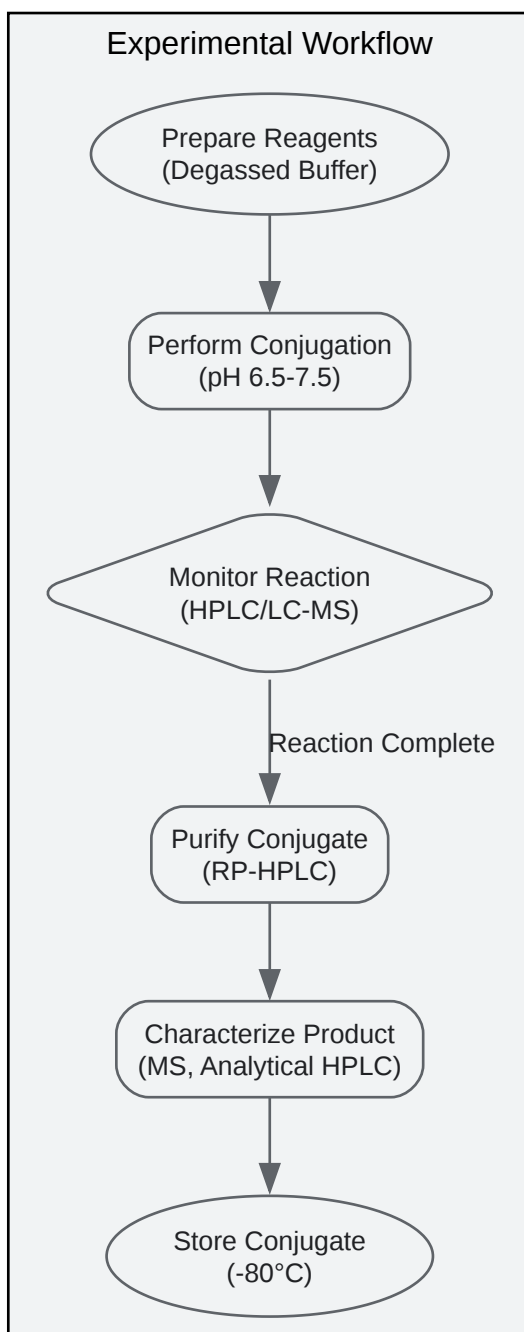 Experimental Workflow
Prepare Reagents
(Degassed Buffer)
Perform Conjugation
(pH 6.5-7.5)
Monitor Reaction
(HPLC/LC-MS)
Reaction Complete
Purify Conjugate
(RP-HPLC)
Characterize Product
(MS, Analytical HPLC)
Store Conjugate
(-80°C)